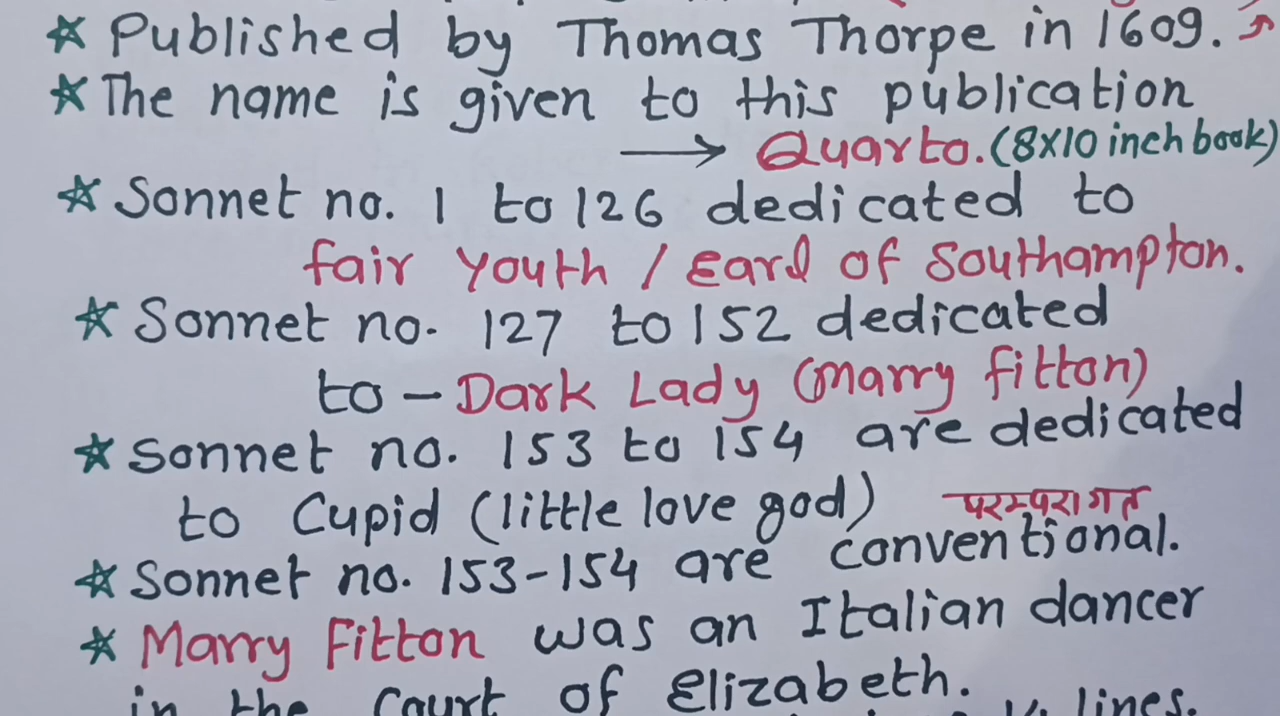 ☆ Published by Thomas Thorpe in 1609.
☆ The name is given to this publication
→ Quarto. (8x10 inch book)
☆ Sonnet no. 1 to 126 dedicated to
fair youth / Earl of Southampton.
☆ Sonnet no. 127 to 152 dedicated
to - Dark Lady (Marry fitton)
☆ Sonnet no. 153 to 154 are dedicated
to Cupid (little love god) परम्परागत
☆ Sonnet no. 153-154 are conventional.
☆ Marry Fitton was an Italian dancer
in the Court of Elizabeth.
14 lines.